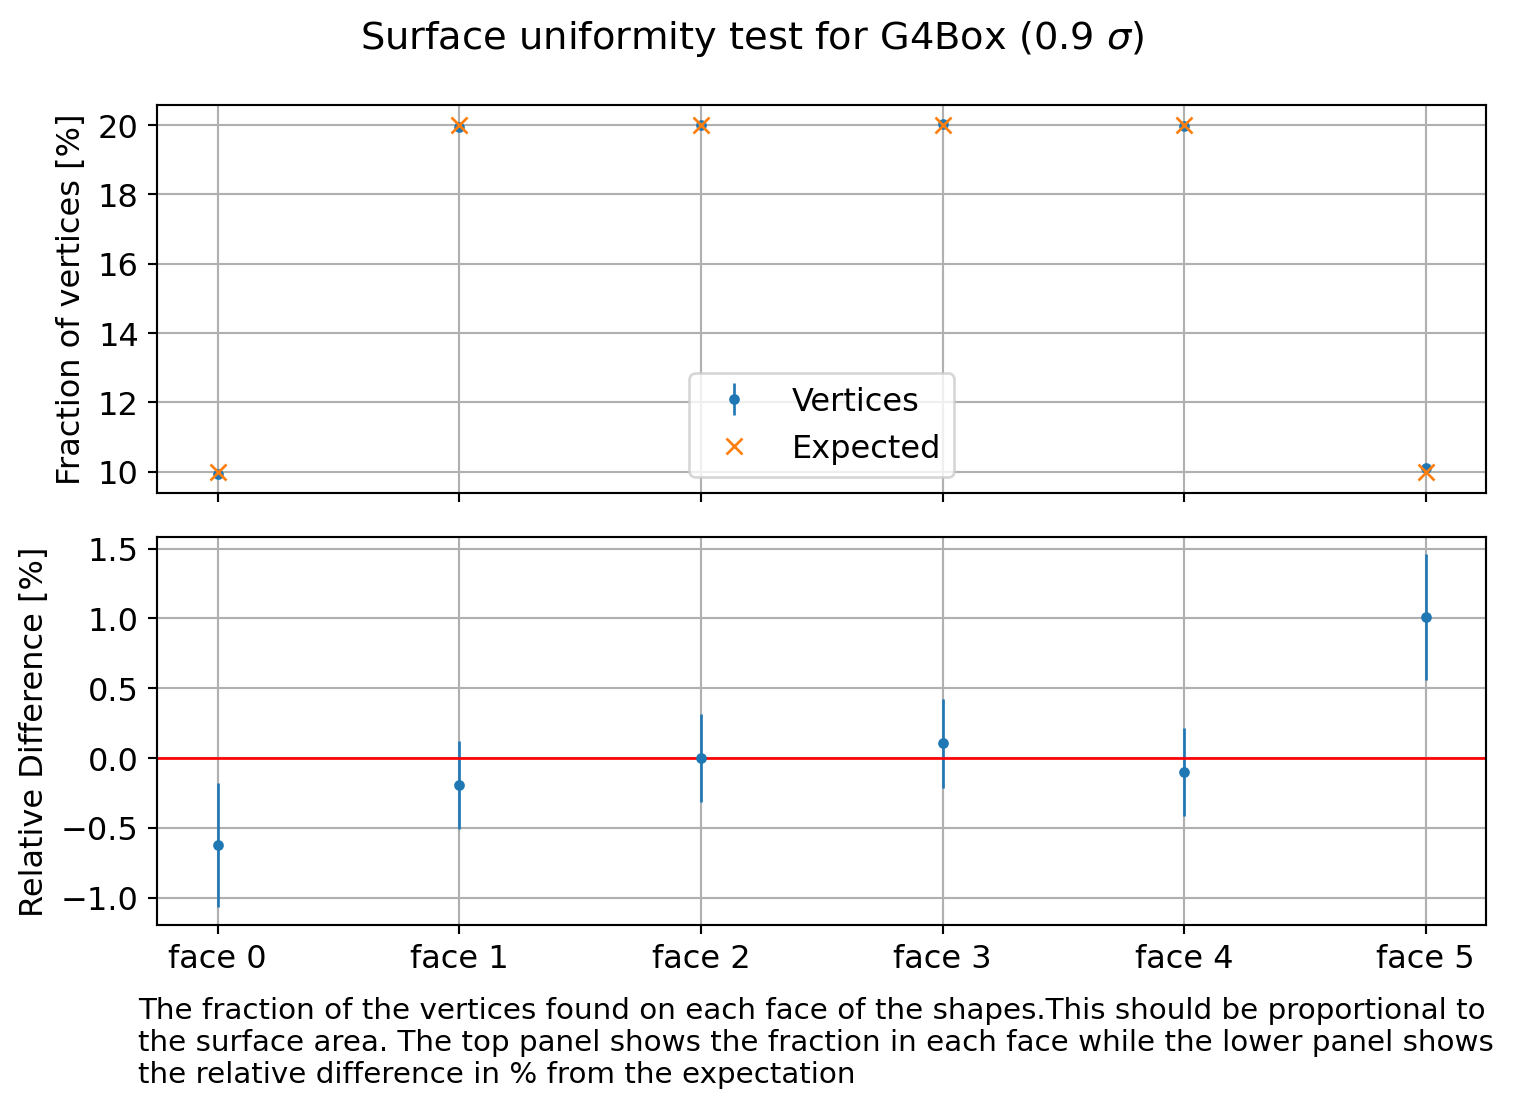 Surface uniformity test for G4Box (0.9 σ)
Fraction of vertices [%]
20
18
16
14
12
10
Vertices
Expected
Relative Difference [%]
1.5
1.0
0.5
0.0
−0.5
−1.0
face 0 face 1 face 2 face 3 face 4 face 5
The fraction of the vertices found on each face of the shapes.This should be proportional to
the surface area. The top panel shows the fraction in each face while the lower panel shows
the relative difference in % from the expectation